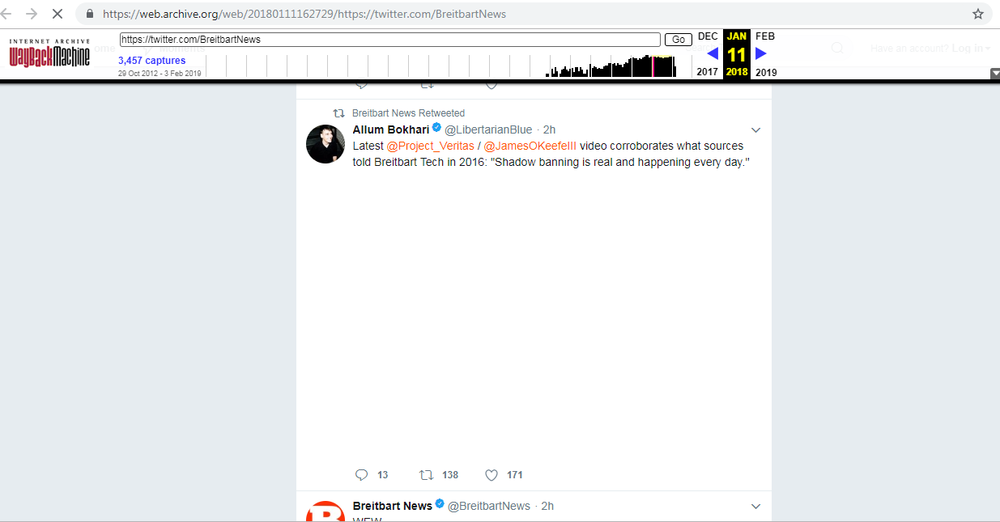 https://web.archive.org/web/20180111162729/https://twitter.com/BreitbartNews
INTERNET ARCHIVE
WayBackMachine
https://twitter.com/BreitbartNews
Go
DEC JAN FEB
3,457 captures
11
29 Oct 2012 - 3 Feb 2019
2017 2018 2019
Moments
Have an account? Log in
Breitbart News Retweeted
Allum Bokhari @LibertarianBlue · 2h
Latest @Project_Veritas / @JamesOKeefeIII video corroborates what sources
told Breitbart Tech in 2016: "Shadow banning is real and happening every day."
13 138 171
Breitbart News @BreitbartNews · 2h